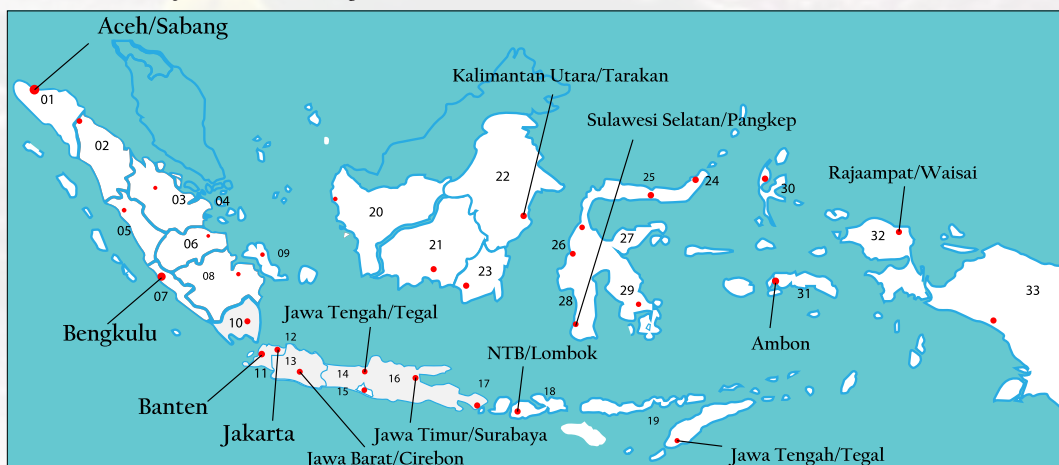 Aceh/Sabang
Kalimantan Utara/Tarakan
01
Sulawesi Selatan/Pangkep
02
22
25
24
30
Rajaampat/Waisai
03
04
20
05
06
21
26
27
32
09
08
23
07
28
29
31
33
Bengkulu
10
Jawa Tengah/Tegal
12
NTB/Lombok
Ambon
11
13
14
15
16
17
18
19
Banten
Jakarta
Jawa Timur/Surabaya
Jawa Barat/Cirebon
Jawa Tengah/Tegal